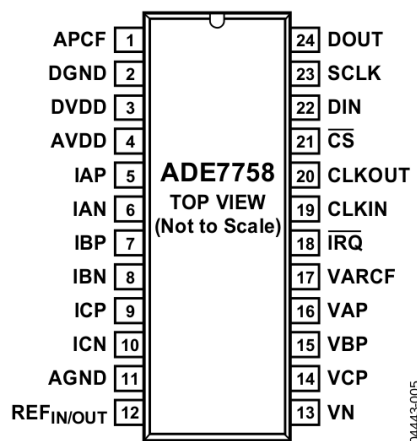 APCF 1 24 DOUT
DGND 2 23 SCLK
DVDD 3 22 DIN
AVDD 4 21 CS
IAP 5 ADE7758 20 CLKOUT
IAN 6 TOP VIEW 19 CLKIN
IBP 7 (Not to Scale) 18 IRQ
IBN 8 17 VARCF
ICP 9 16 VAP
ICN 10 15 VBP
AGND 11 14 VCP
REFIN/OUT 12 13 VN
04443-005